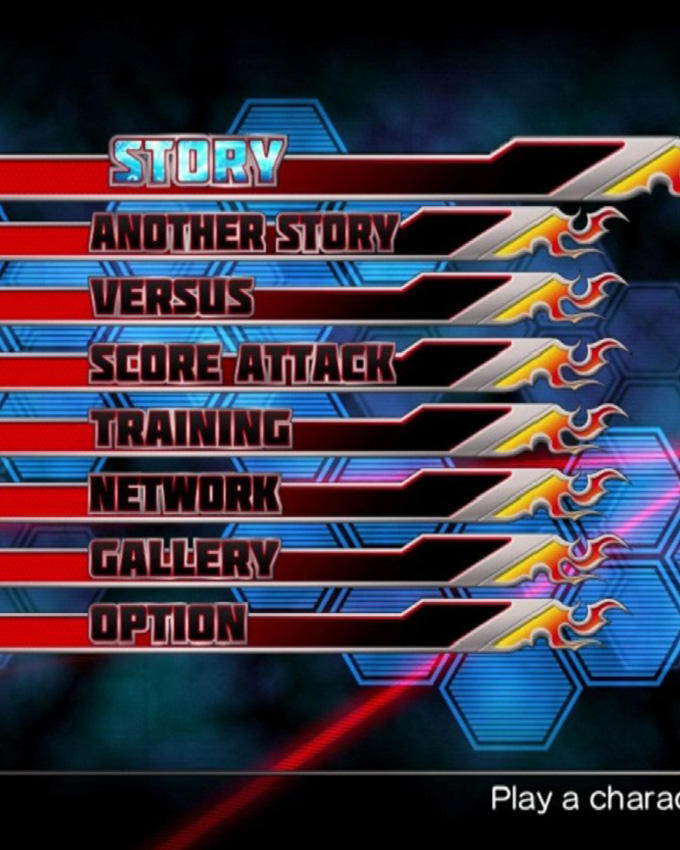 STORY
ANOTHER STORY
VERSUS
SCORE ATTACK
TRAINING
NETWORK
GALLERY
OPTION
Play a charac